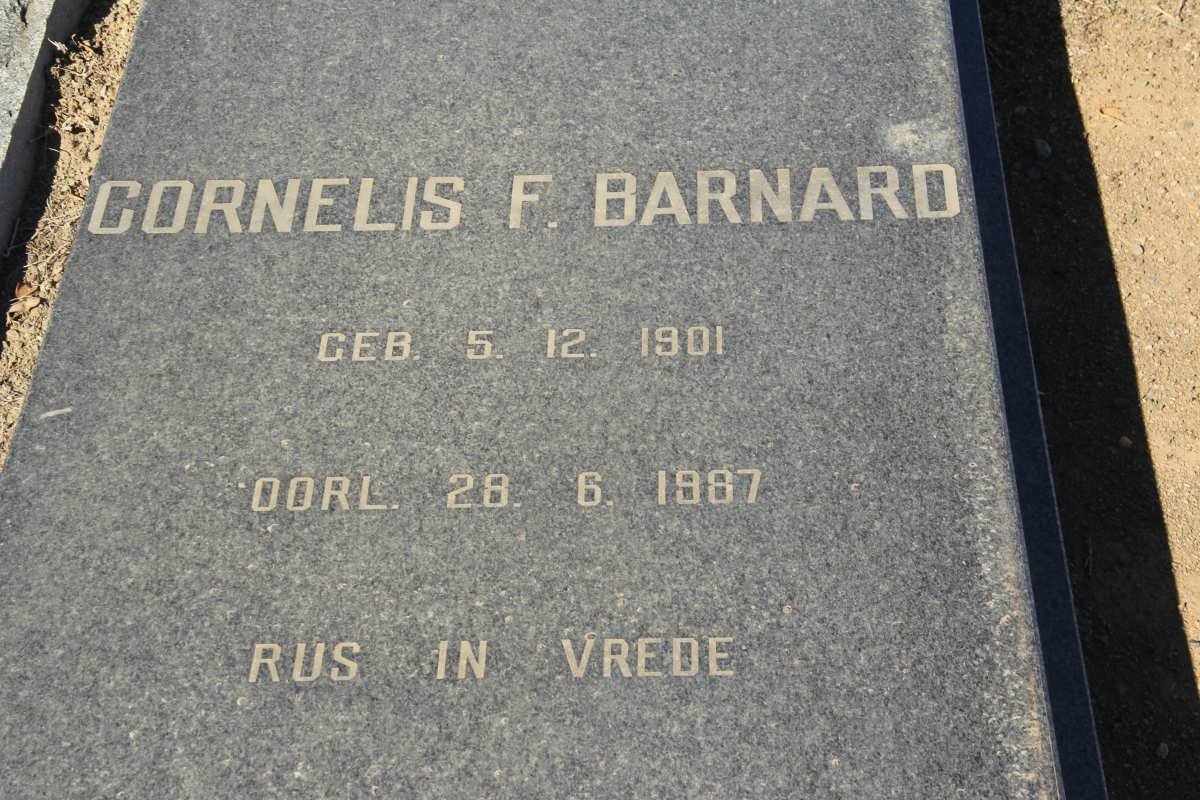 CORNELIS F. BARNARD
GEB. 5. 12. 1901
OORL. 28. 6. 1987
RUS IN VREDE